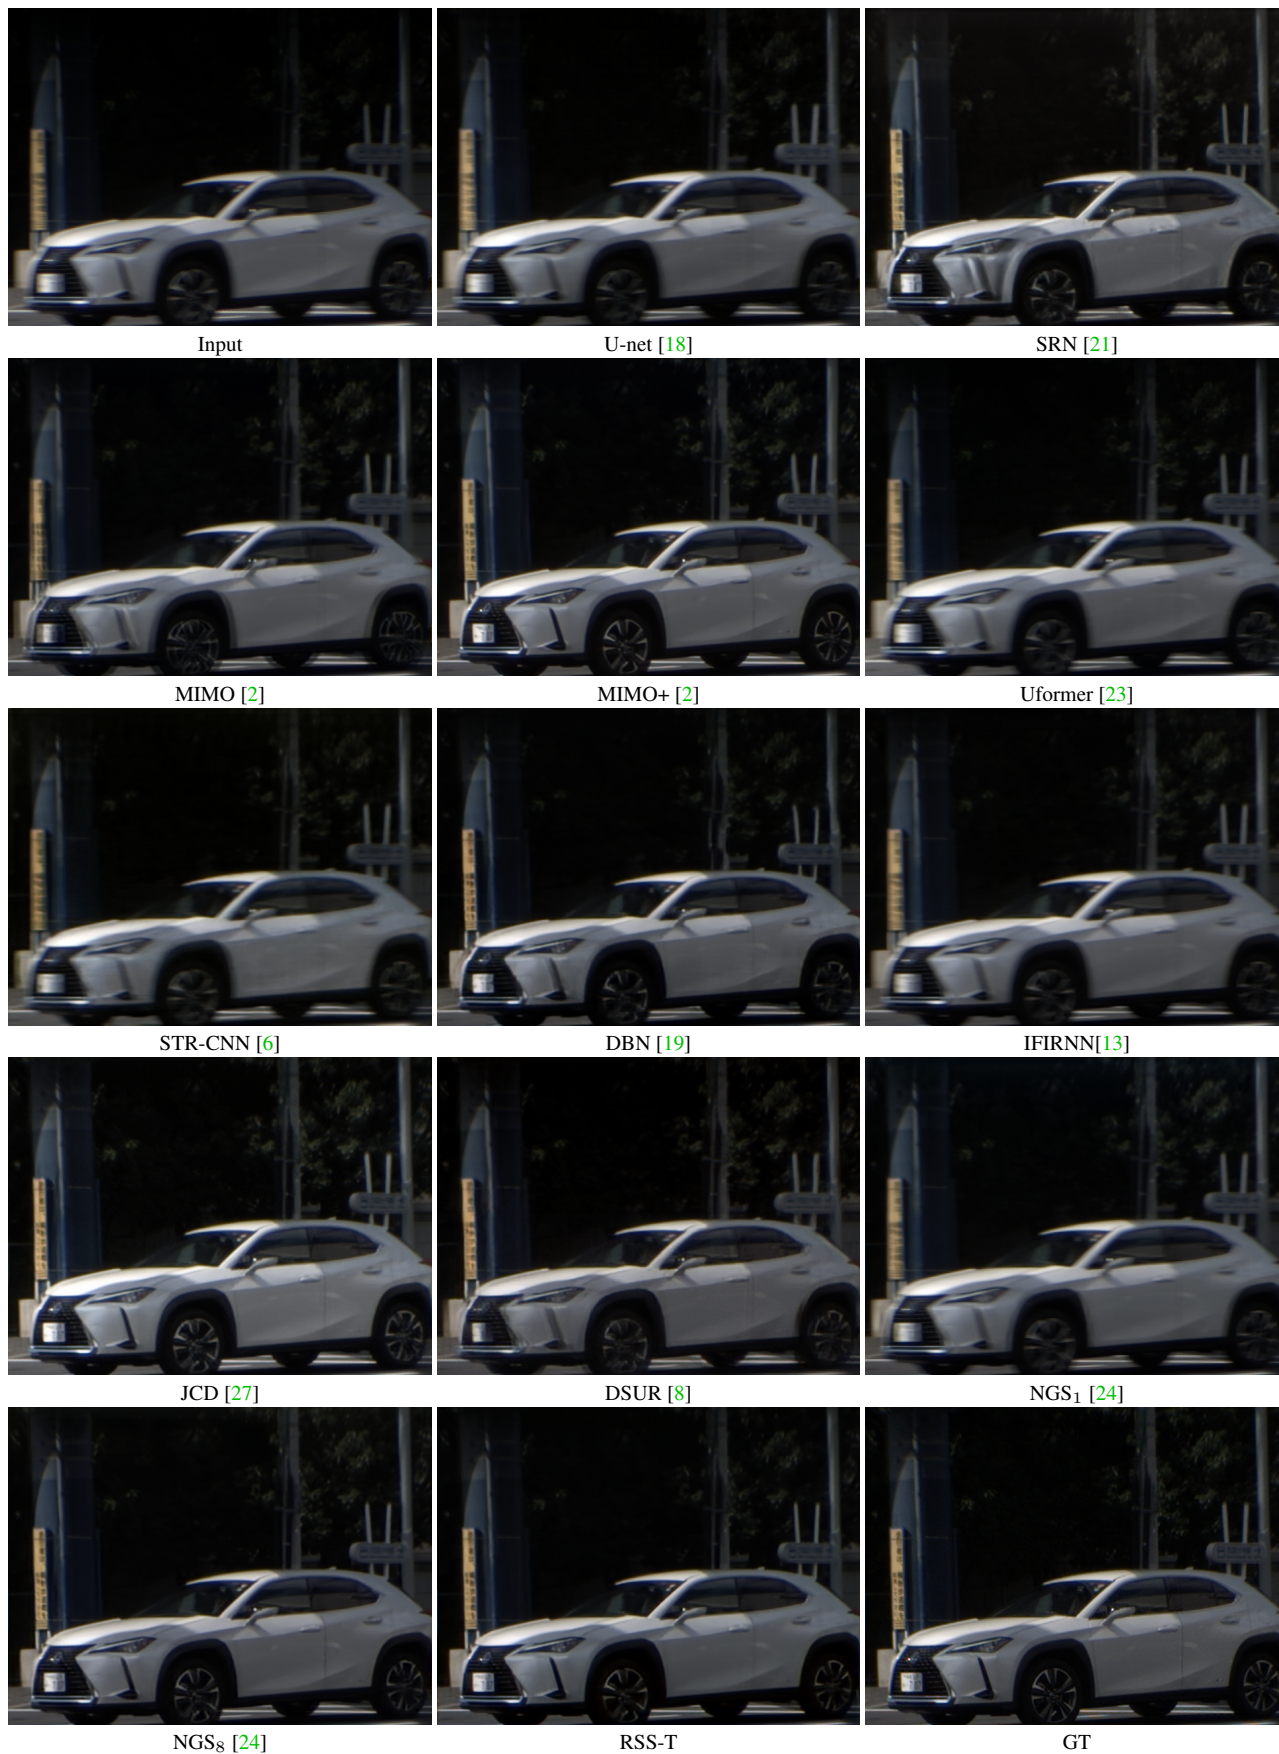 Input
U-net [18]
SRN [21]
MIMO [2]
MIMO+ [2]
Uformer [23]
STR-CNN [6]
DBN [19]
IFIRNN[13]
JCD [27]
DSUR [8]
NGS₁ [24]
NGS₈ [24]
RSS-T
GT